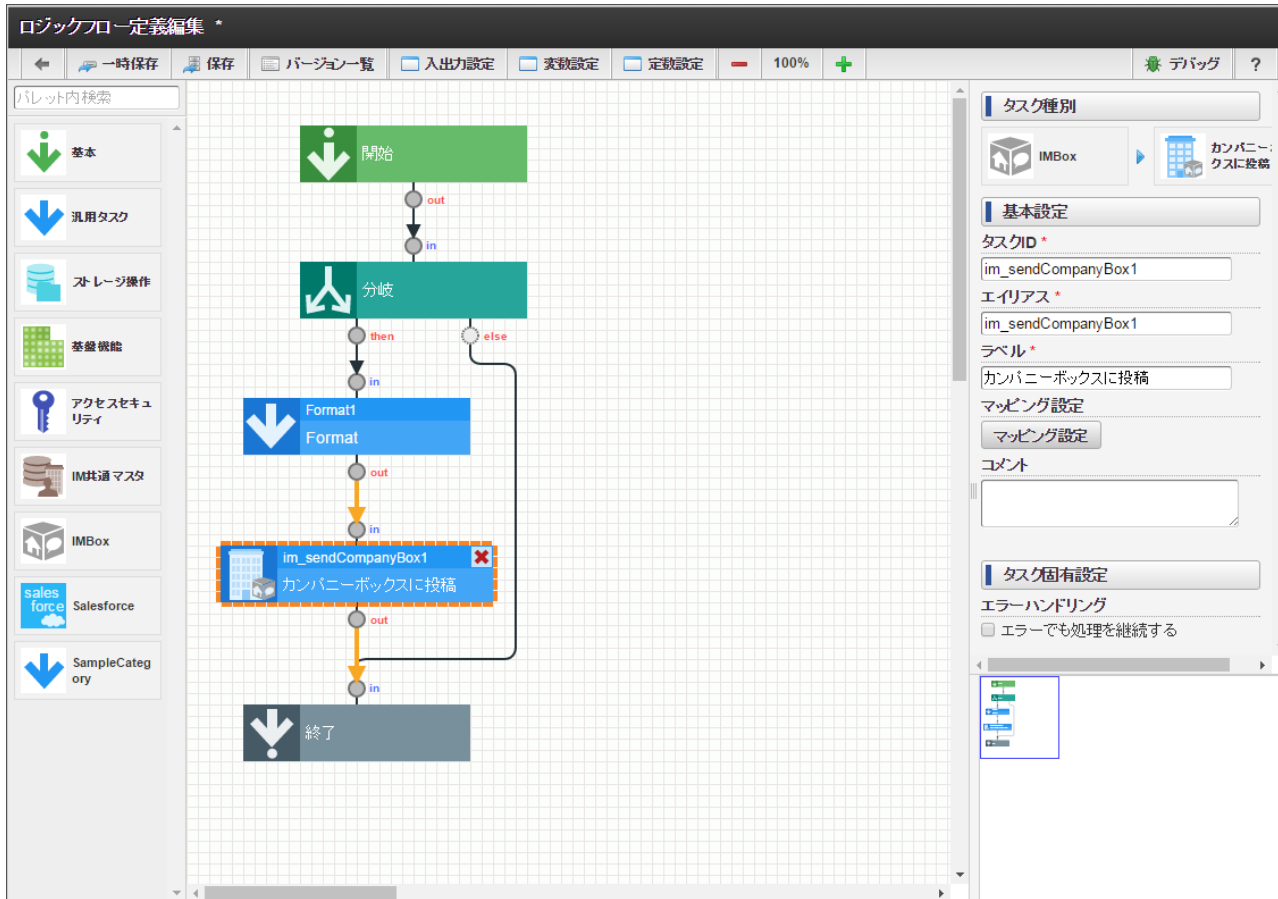 ロジックフロー定義編集 *
一時保存 保存 バージョン一覧 入出力設定 変数設定 定数設定 100% デバッグ ?
パレット内検索
基本
汎用タスク
ストレージ操作
基盤機能
アクセスセキュ
リティ
IM共通マスタ
IMBox
sales
force
Salesforce
SampleCateg
ory
開始
out
in
分岐
then
else
in
Format1
Format
out
in
im_sendCompanyBox1
カンパニーボックスに投稿
out
in
終了
タスク種別
IMBox
カンパニー:
クスに投稿
基本設定
タスクID *
im_sendCompanyBox1
エイリアス *
im_sendCompanyBox1
ラベル *
カンパニーボックスに投稿
マッピング設定
マッピング設定
コメント
タスク固有設定
エラーハンドリング
エラーでも処理を継続する